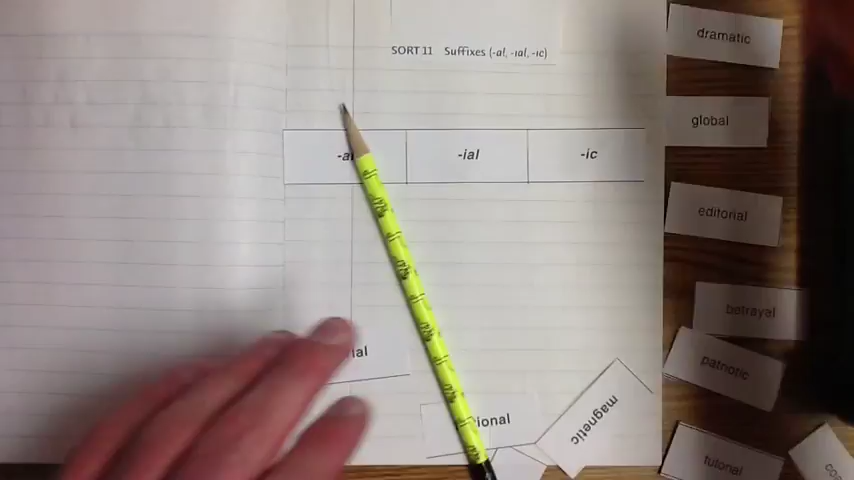 SORT 11 Suffixes (-al, -ial, -ic)
-ial
-ic
dramatic
global
editorial
betrayal
patriotic
magnetic
tutorial